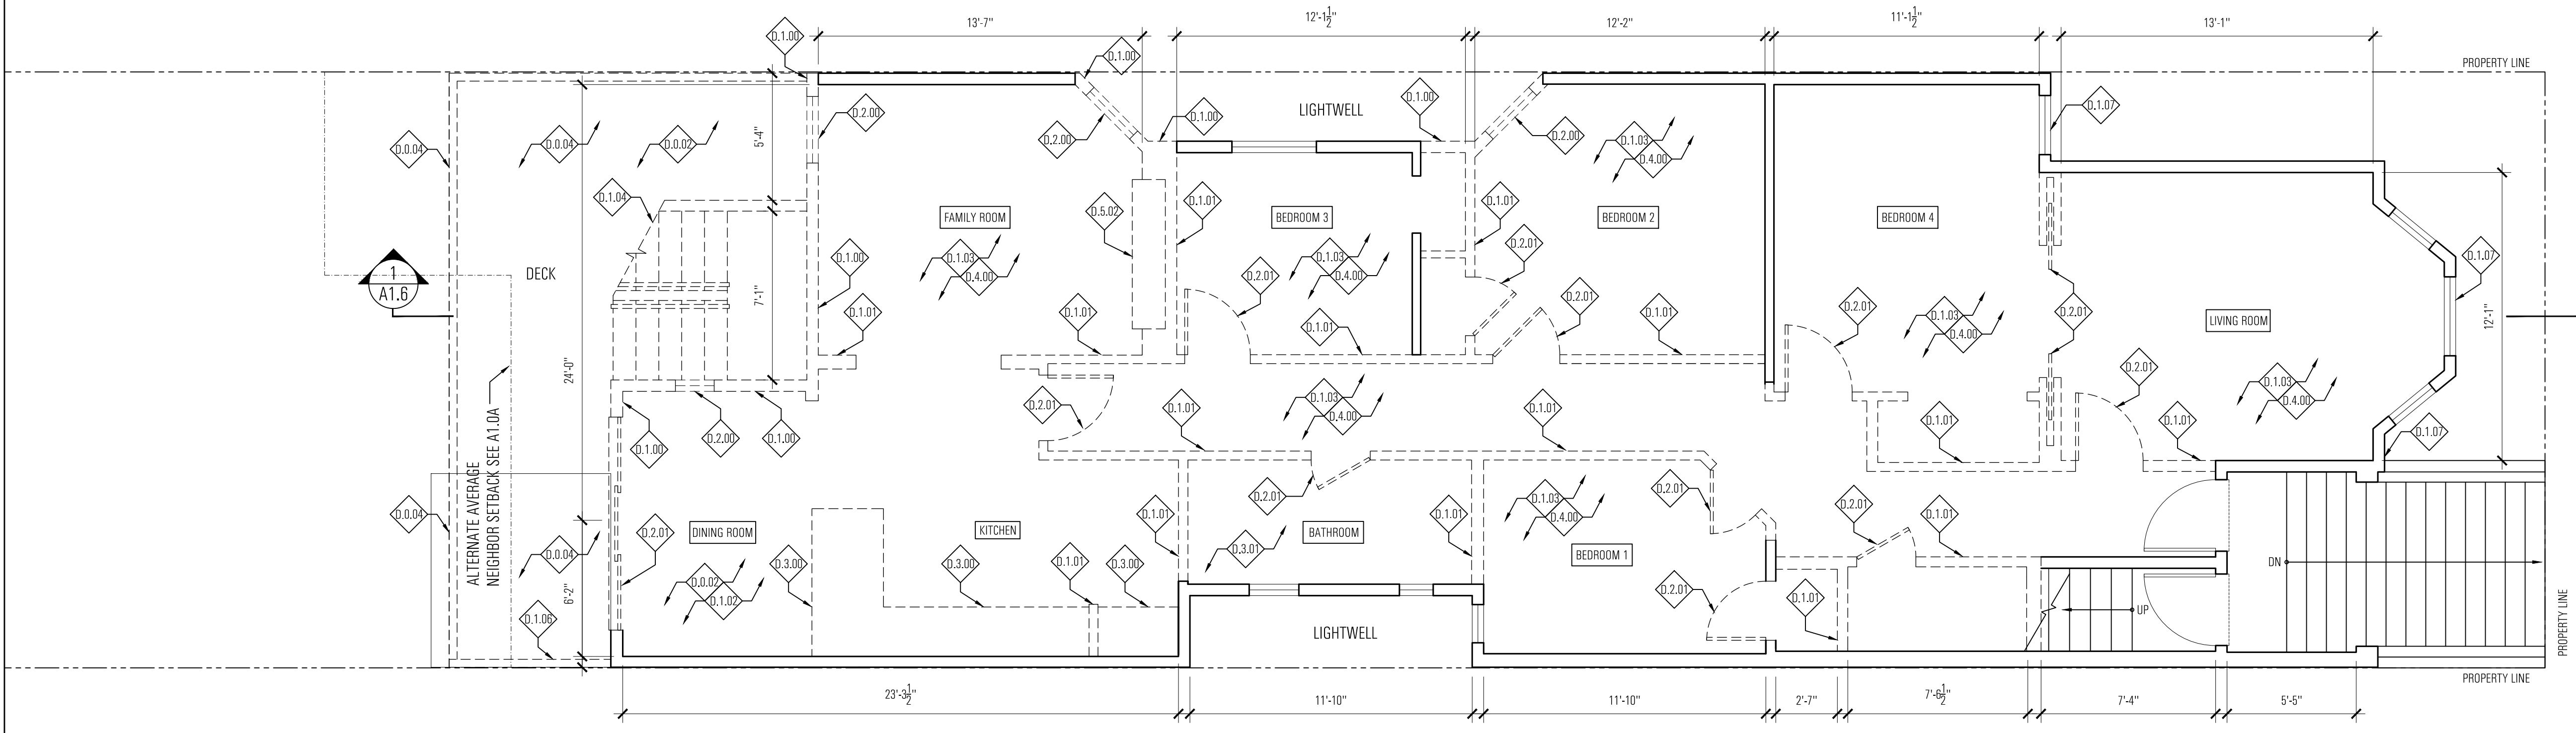 13'-7"
12'-1 1/2"
12'-2"
11'-1 1/2"
13'-1"
D.1.00
D.1.00
PROPERTY LINE
D.2.00
D.1.00
LIGHTWELL
D.1.00
D.1.07
D.0.04
D.0.04
D.0.02
5'-4"
D.2.00
D.2.00
D.1.03
D.4.00
D.1.04
FAMILY ROOM
D.5.02
D.1.01
BEDROOM 3
D.1.01
BEDROOM 2
BEDROOM 4
1
A1.6
DECK
D.1.00
D.1.03
D.4.00
D.2.01
D.1.03
D.4.00
D.2.01
D.1.07
7'-1"
D.1.01
D.1.01
D.1.01
D.2.01
D.1.01
D.2.01
D.1.03
D.4.00
D.2.01
LIVING ROOM
12'-1"
24'-0"
D.2.01
D.1.03
D.4.00
D.2.01
D.1.03
D.4.00
D.1.00
D.2.00
D.1.00
D.1.01
D.1.01
D.1.01
D.1.01
D.1.07
ALTERNATE AVERAGE
NEIGHBOR SETBACK SEE A1.0A
D.0.04
D.2.01
DINING ROOM
KITCHEN
D.1.01
D.2.01
BATHROOM
D.1.01
D.1.03
D.4.00
D.2.01
D.2.01
D.1.01
D.0.04
D.3.01
BEDROOM 1
D.3.00
D.3.00
D.1.01
D.3.00
DN
6'-2"
D.0.02
D.1.02
D.2.01
D.1.01
UP
D.1.06
LIGHTWELL
PROPERTY LINE
PROPERTY LINE
23'-3 1/2"
11'-10"
11'-10"
2'-7"
7'-6 1/2"
7'-4"
5'-5"